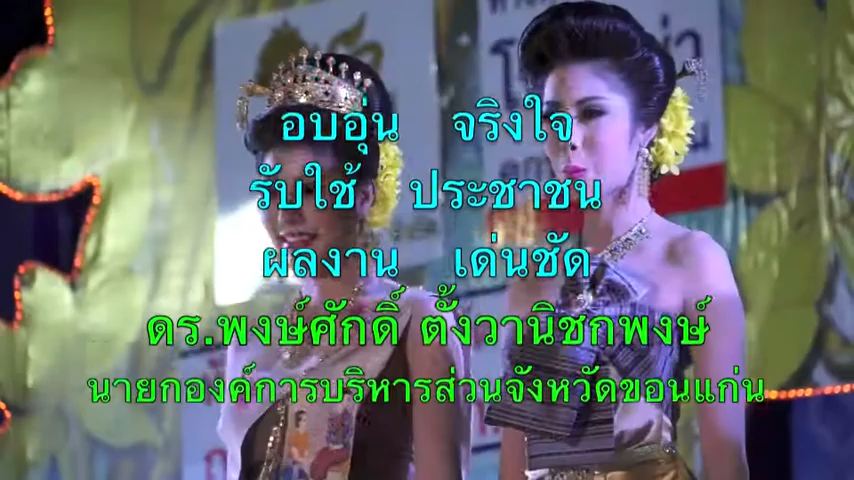 อบอุ่น จริงใจ
รับใช้ ประชาชน
ผลงาน เด่นชัด
ดร.พงษ์ศักดิ์ ตั้งวานิชกพงษ์
นายกองค์การบริหารส่วนจังหวัดขอนแก่น